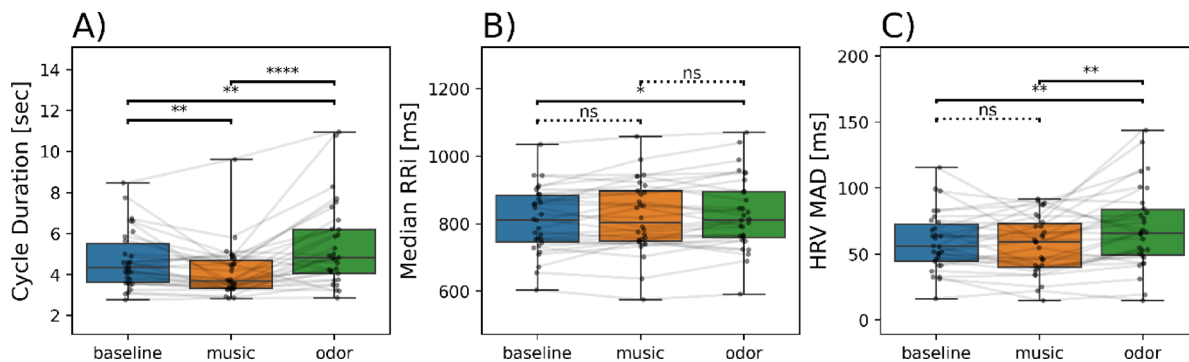 A)
Cycle Duration [sec]
14
12
10
8
6
4
2
****
**
**
baseline
music
odor
B)
Median RRi [ms]
1200
1000
800
600
ns
*
ns
baseline
music
odor
C)
HRV MAD [ms]
200
150
100
50
0
**
**
ns
baseline
music
odor